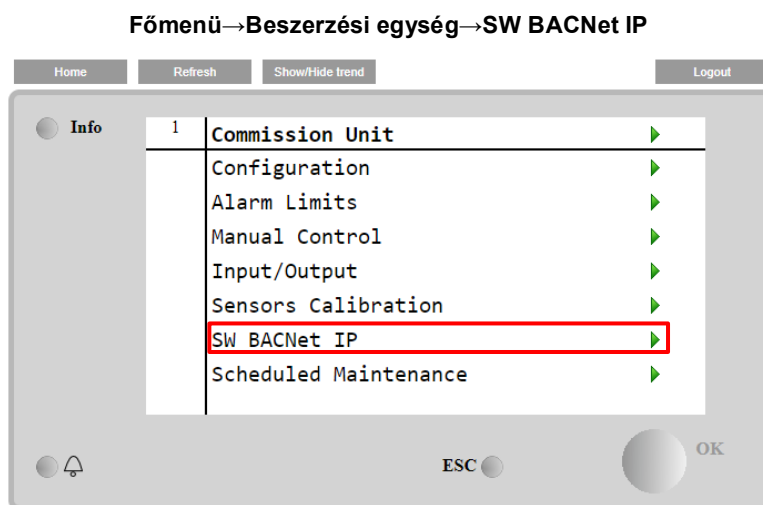 Főmenü→Beszerzési egység→SW BACNet IP
Home Refresh Show/Hide trend Logout
Info 1 Commission Unit
Configuration
Alarm Limits
Manual Control
Input/Output
Sensors Calibration
SW BACNet IP
Scheduled Maintenance
ESC OK